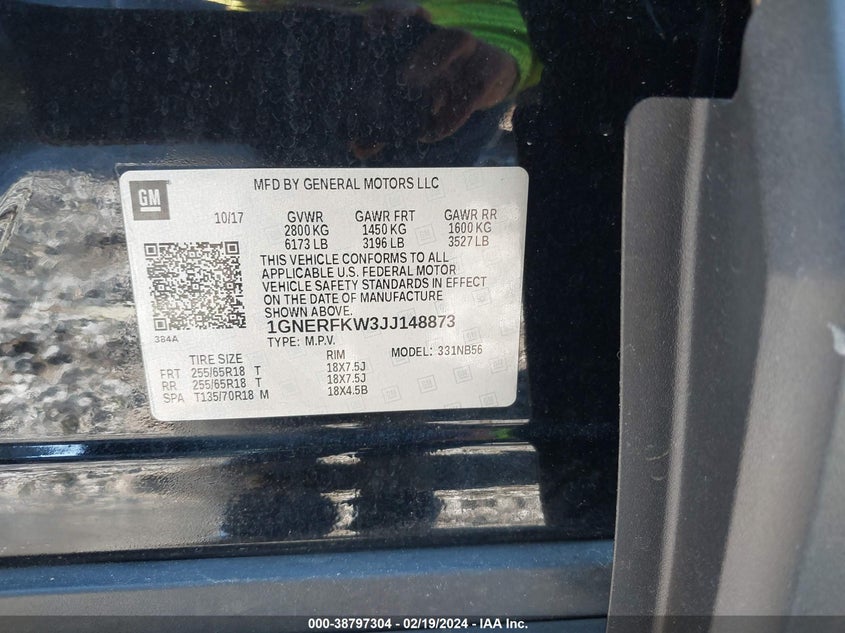 GM
MFD BY GENERAL MOTORS LLC
10/17 GVWR GAWR FRT GAWR RR
2800 KG 1450 KG 1600 KG
6173 LB 3196 LB 3527 LB
THIS VEHICLE CONFORMS TO ALL
APPLICABLE U.S. FEDERAL MOTOR
VEHICLE SAFETY STANDARDS IN EFFECT
ON THE DATE OF MANUFACTURE
SHOWN ABOVE.
1GNERFKW3JJ148873
384A
TYPE: M.P.V. MODEL: 331NB56
TIRE SIZE RIM
FRT 255/65R18 T 18X7.5J
RR 255/65R18 T 18X7.5J
SPA T135/70R18 M 18X4.5B
000-38797304 / 02/19/2024 - IAA Inc.